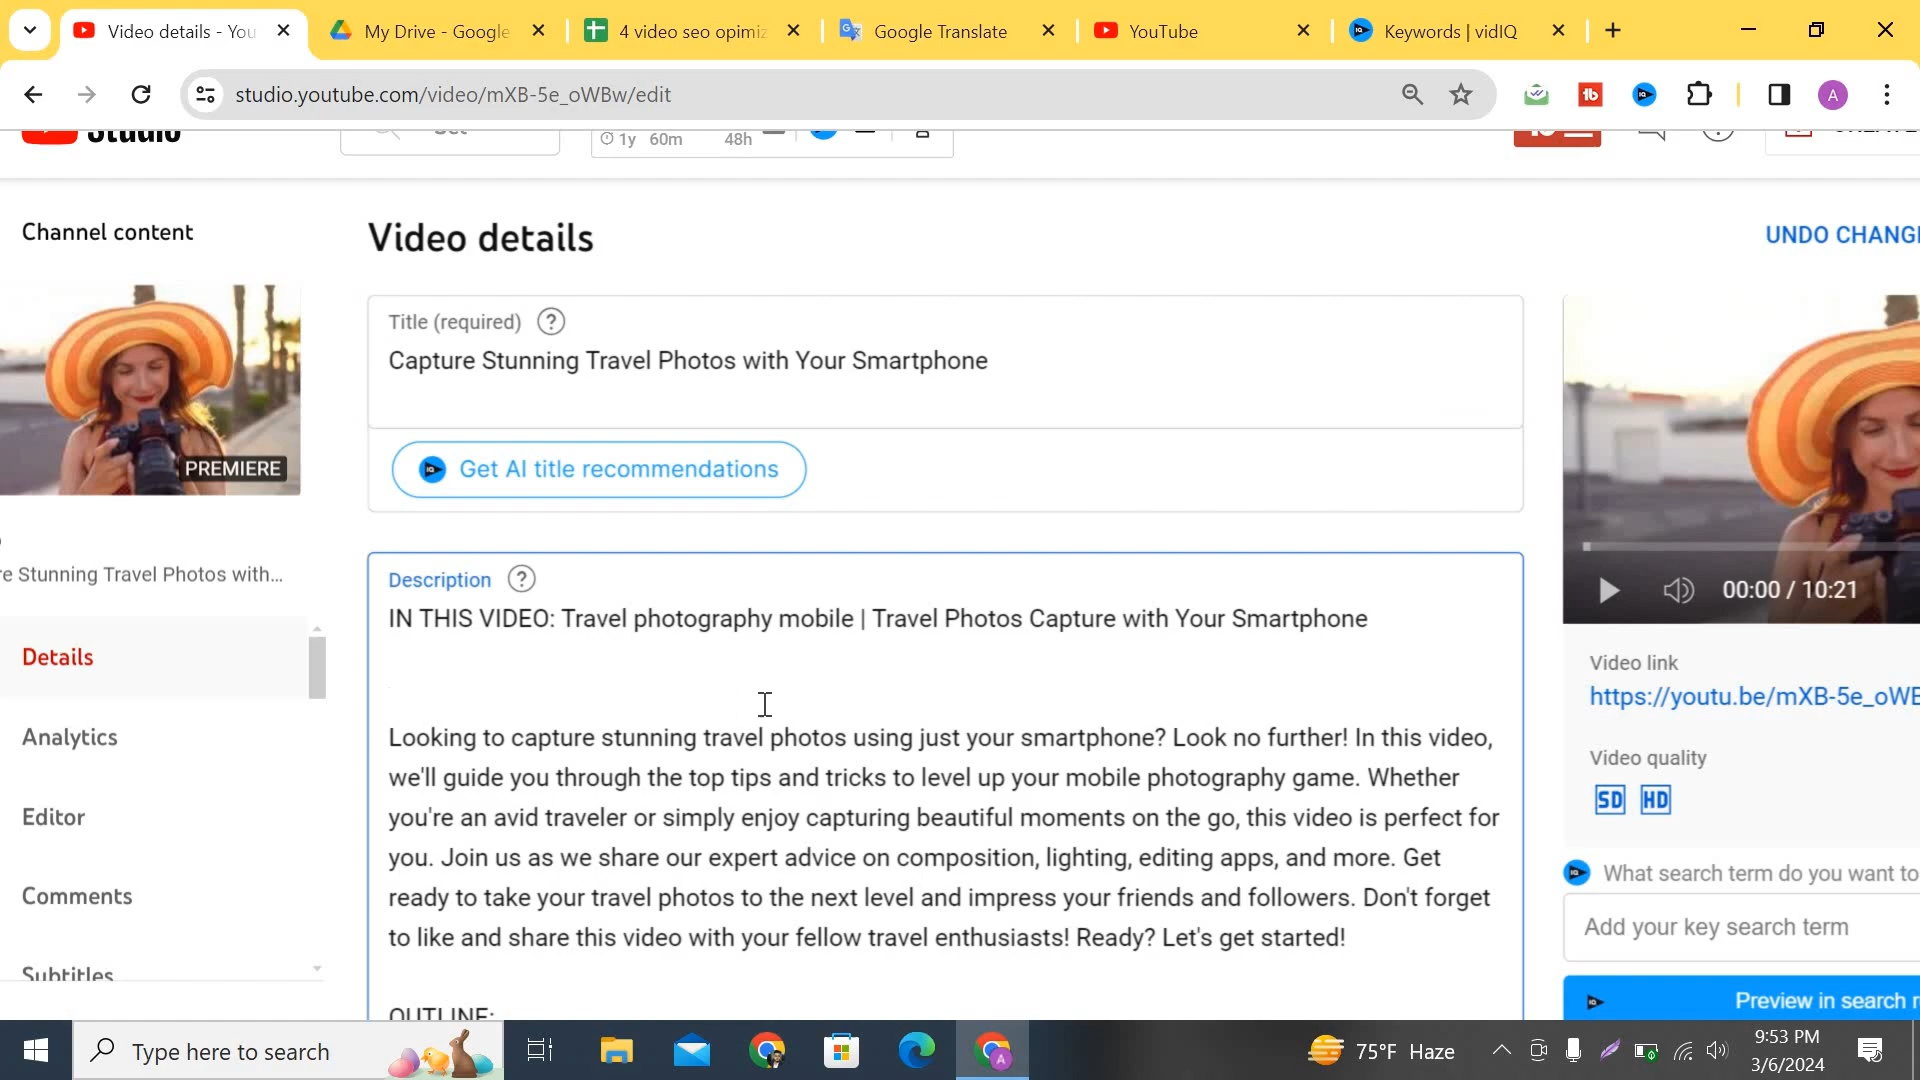 Video details - You
My Drive - Google
4 video seo opimiz
Google Translate
YouTube
Keywords | vidIQ
studio.youtube.com/video/mXB-5e_oWBw/edit
A
Studio
1y 60m 48h
Channel content
Video details
UNDO CHANG
Title (required) ?
Capture Stunning Travel Photos with Your Smartphone
Get AI title recommendations
PREMIERE
re Stunning Travel Photos with...
Description ?
IN THIS VIDEO: Travel photography mobile | Travel Photos Capture with Your Smartphone
Looking to capture stunning travel photos using just your smartphone? Look no further! In this video,
we'll guide you through the top tips and tricks to level up your mobile photography game. Whether
you're an avid traveler or simply enjoy capturing beautiful moments on the go, this video is perfect for
you. Join us as we share our expert advice on composition, lighting, editing apps, and more. Get
ready to take your travel photos to the next level and impress your friends and followers. Don't forget
to like and share this video with your fellow travel enthusiasts! Ready? Let's get started!
OUTLINE:
00:00 / 10:21
Video link
https://youtu.be/mXB-5e_oWB
Video quality
SD HD
What search term do you want to
Add your key search term
Preview in search r
Details
Analytics
Editor
Comments
Subtitles
Type here to search
A
75°F Haze
9:53 PM
3/6/2024